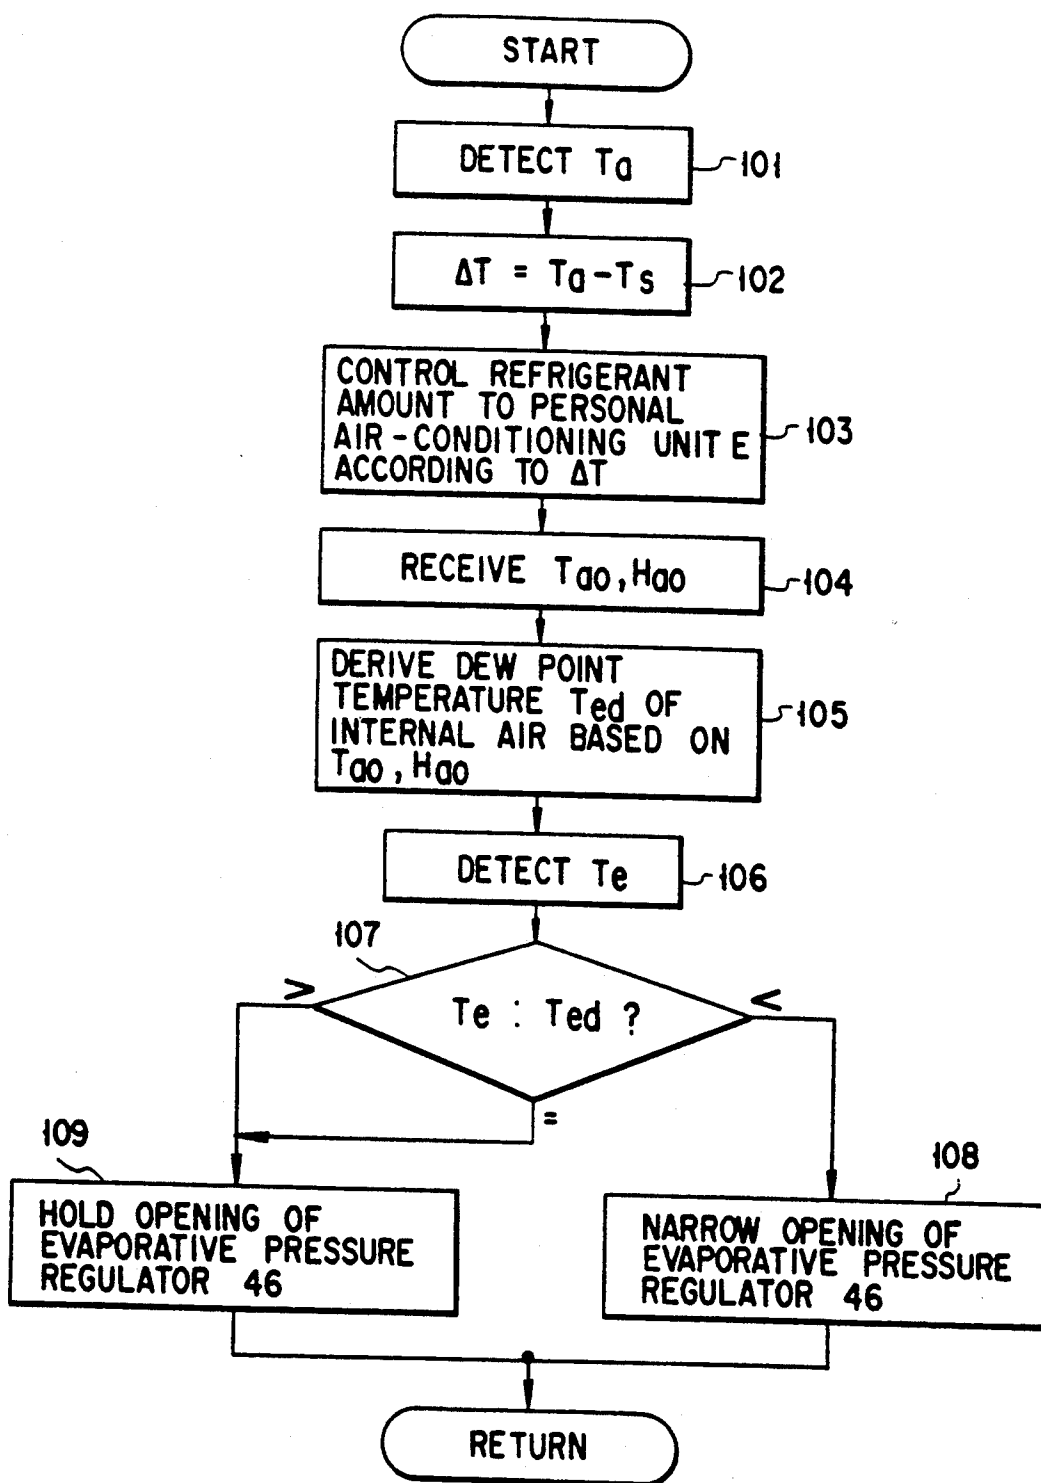 START
DETECT Ta
101
ΔT = Ta-Ts
102
CONTROL REFRIGERANT
AMOUNT TO PERSONAL
AIR-CONDITIONING UNIT E
ACCORDING TO ΔT
103
RECEIVE Tao, Hao
104
DERIVE DEW POINT
TEMPERATURE Ted OF
INTERNAL AIR BASED ON
Tao, Hao
105
DETECT Te
106
107
>
Te : Ted ?
<
=
109
HOLD OPENING OF
EVAPORATIVE PRESSURE
REGULATOR 46
108
NARROW OPENING OF
EVAPORATIVE PRESSURE
REGULATOR 46
RETURN